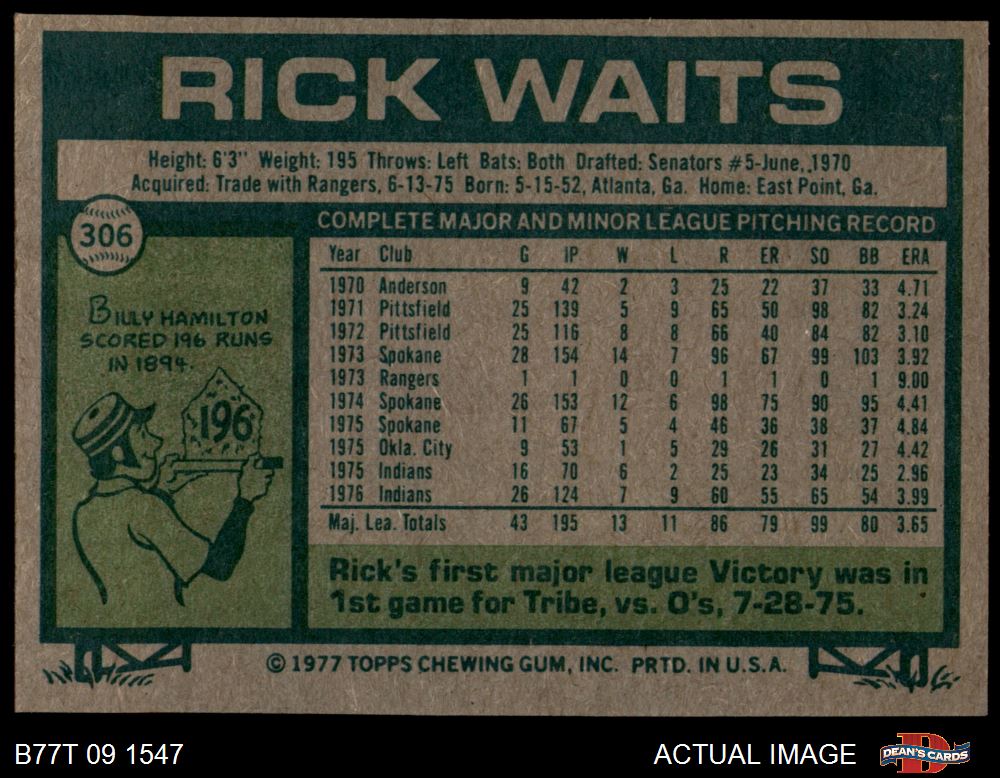 RICK WAITS
Height: 6'3" Weight: 195 Throws: Left Bats: Both Drafted: Senators #5-June, 1970
Acquired: Trade with Rangers, 6-13-75 Born: 5-15-52, Atlanta, Ga. Home: East Point, Ga.
306
COMPLETE MAJOR AND MINOR LEAGUE PITCHING RECORD
Year Club G IP W L R ER SO BB ERA
1970 Anderson 9 42 2 3 25 22 37 33 4.71
1971 Pittsfield 25 139 5 9 65 50 98 82 3.24
1972 Pittsfield 25 116 8 8 66 40 84 82 3.10
1973 Spokane 28 154 14 7 96 67 99 103 3.92
1973 Rangers 1 1 0 0 1 1 0 1 9.00
1974 Spokane 26 153 12 6 98 75 90 95 4.41
1975 Spokane 11 67 5 4 46 36 38 37 4.84
1975 Okla. City 9 53 1 5 29 26 31 27 4.42
1975 Indians 16 70 6 2 25 23 34 25 2.96
1976 Indians 26 124 7 9 60 55 65 54 3.99
Maj. Lea. Totals 43 195 13 11 86 79 99 80 3.65
BILLY HAMILTON
SCORED 196 RUNS
IN 1894.
196
Rick's first major league Victory was in
1st game for Tribe, vs. O's, 7-28-75.
© 1977 TOPPS CHEWING GUM, INC. PRTD. IN U.S.A.
B77T 09 1547
ACTUAL IMAGE
D
DEAN'S CARDS